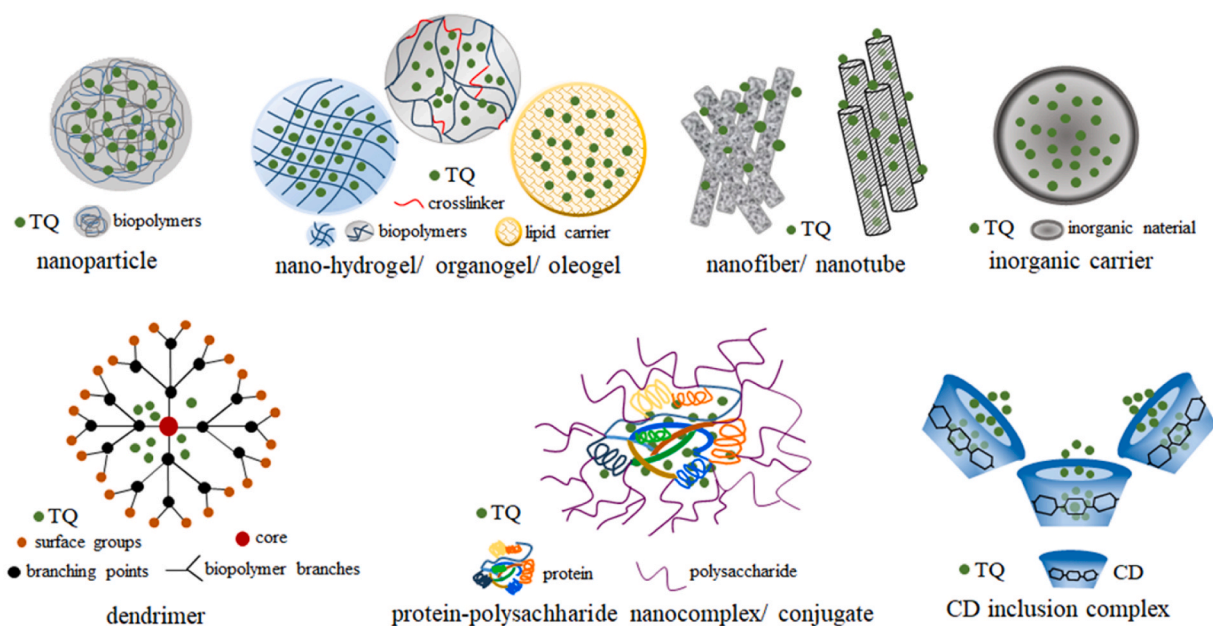 TQ
biopolymers
nanoparticle
TQ
crosslinker
biopolymers
lipid carrier
nano-hydrogel/ organogel/ oleogel
TQ
nanofiber/ nanotube
TQ
inorganic naterial
inorganic carrier
TQ
surface groups
core
branching points
biopolymer branches
dendrimer
TQ
protein
polysaccharide
protein-polysachharide nanocomplex/ conjugate
TQ
CD
CD inclusion complex